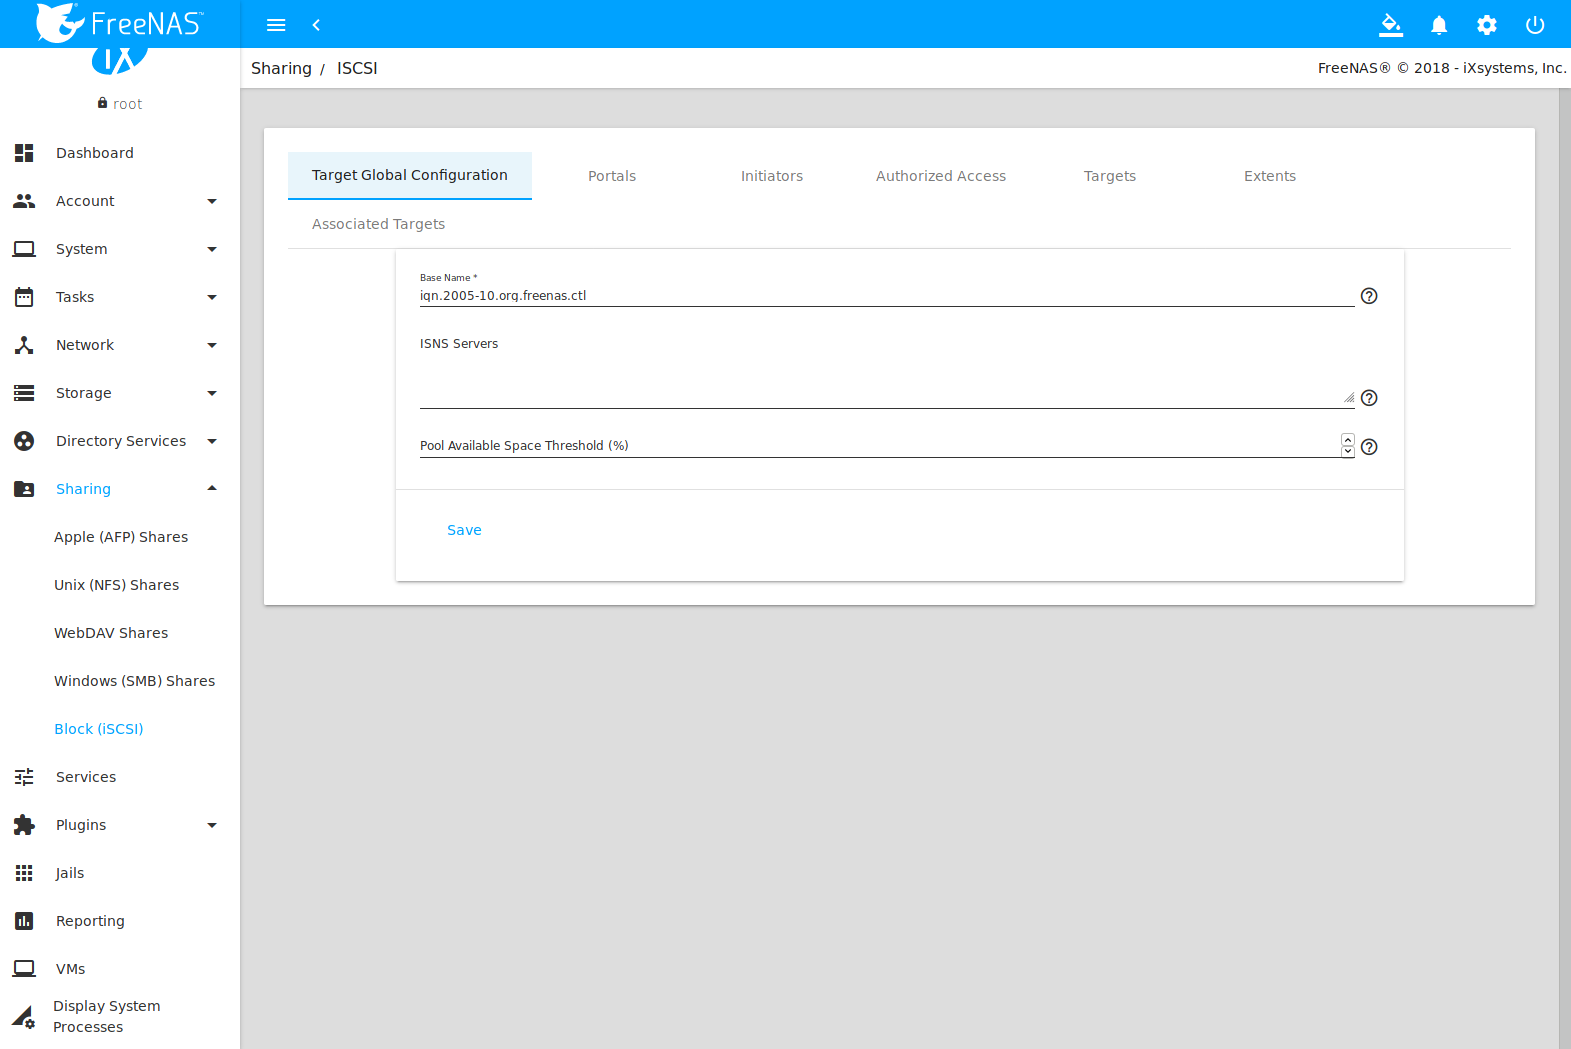 FreeNAS™
Sharing / ISCSI
FreeNAS® © 2018 - iXsystems, Inc.
iX
root
Dashboard
Account
System
Tasks
Network
Storage
Directory Services
Sharing
Apple (AFP) Shares
Unix (NFS) Shares
WebDAV Shares
Windows (SMB) Shares
Block (iSCSI)
Services
Plugins
Jails
Reporting
VMs
Display System
Processes
Target Global Configuration
Portals
Initiators
Authorized Access
Targets
Extents
Associated Targets
Base Name *
iqn.2005-10.org.freenas.ctl
ISNS Servers
Pool Available Space Threshold (%)
Save